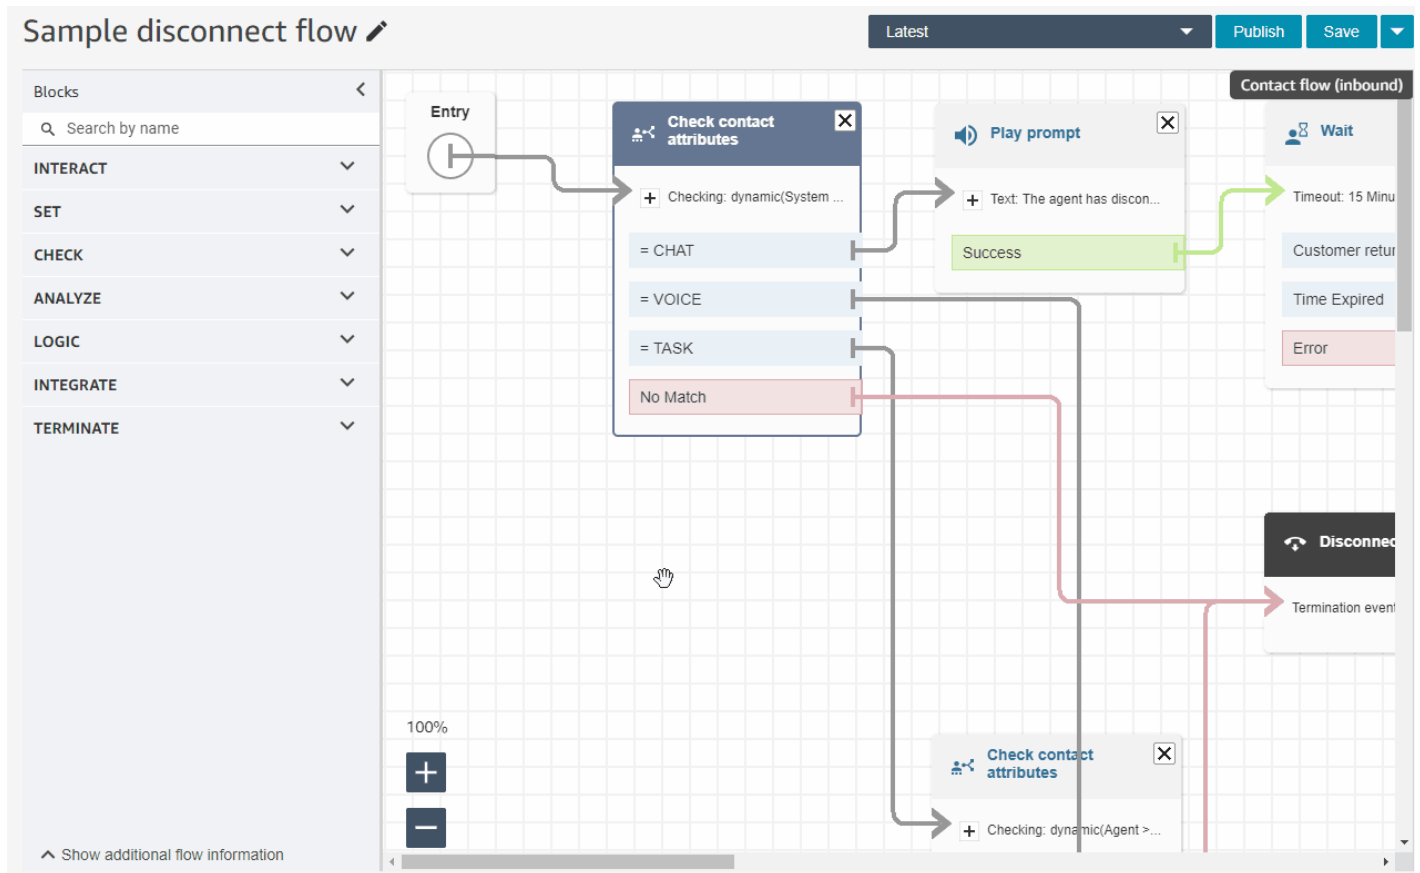 Sample disconnect flow
Latest
Publish
Save
Contact flow (inbound)
Blocks
Search by name
INTERACT
SET
CHECK
ANALYZE
LOGIC
INTEGRATE
TERMINATE
Show additional flow information
Entry
Check contact
attributes
Checking: dynamic(System ...
= CHAT
= VOICE
= TASK
No Match
Play prompt
Text: The agent has discon...
Success
Wait
Timeout: 15 Minu
Customer retur
Time Expired
Error
Disconnec
Termination event
100%
Check contact
attributes
Checking: dynamic(Agent >...